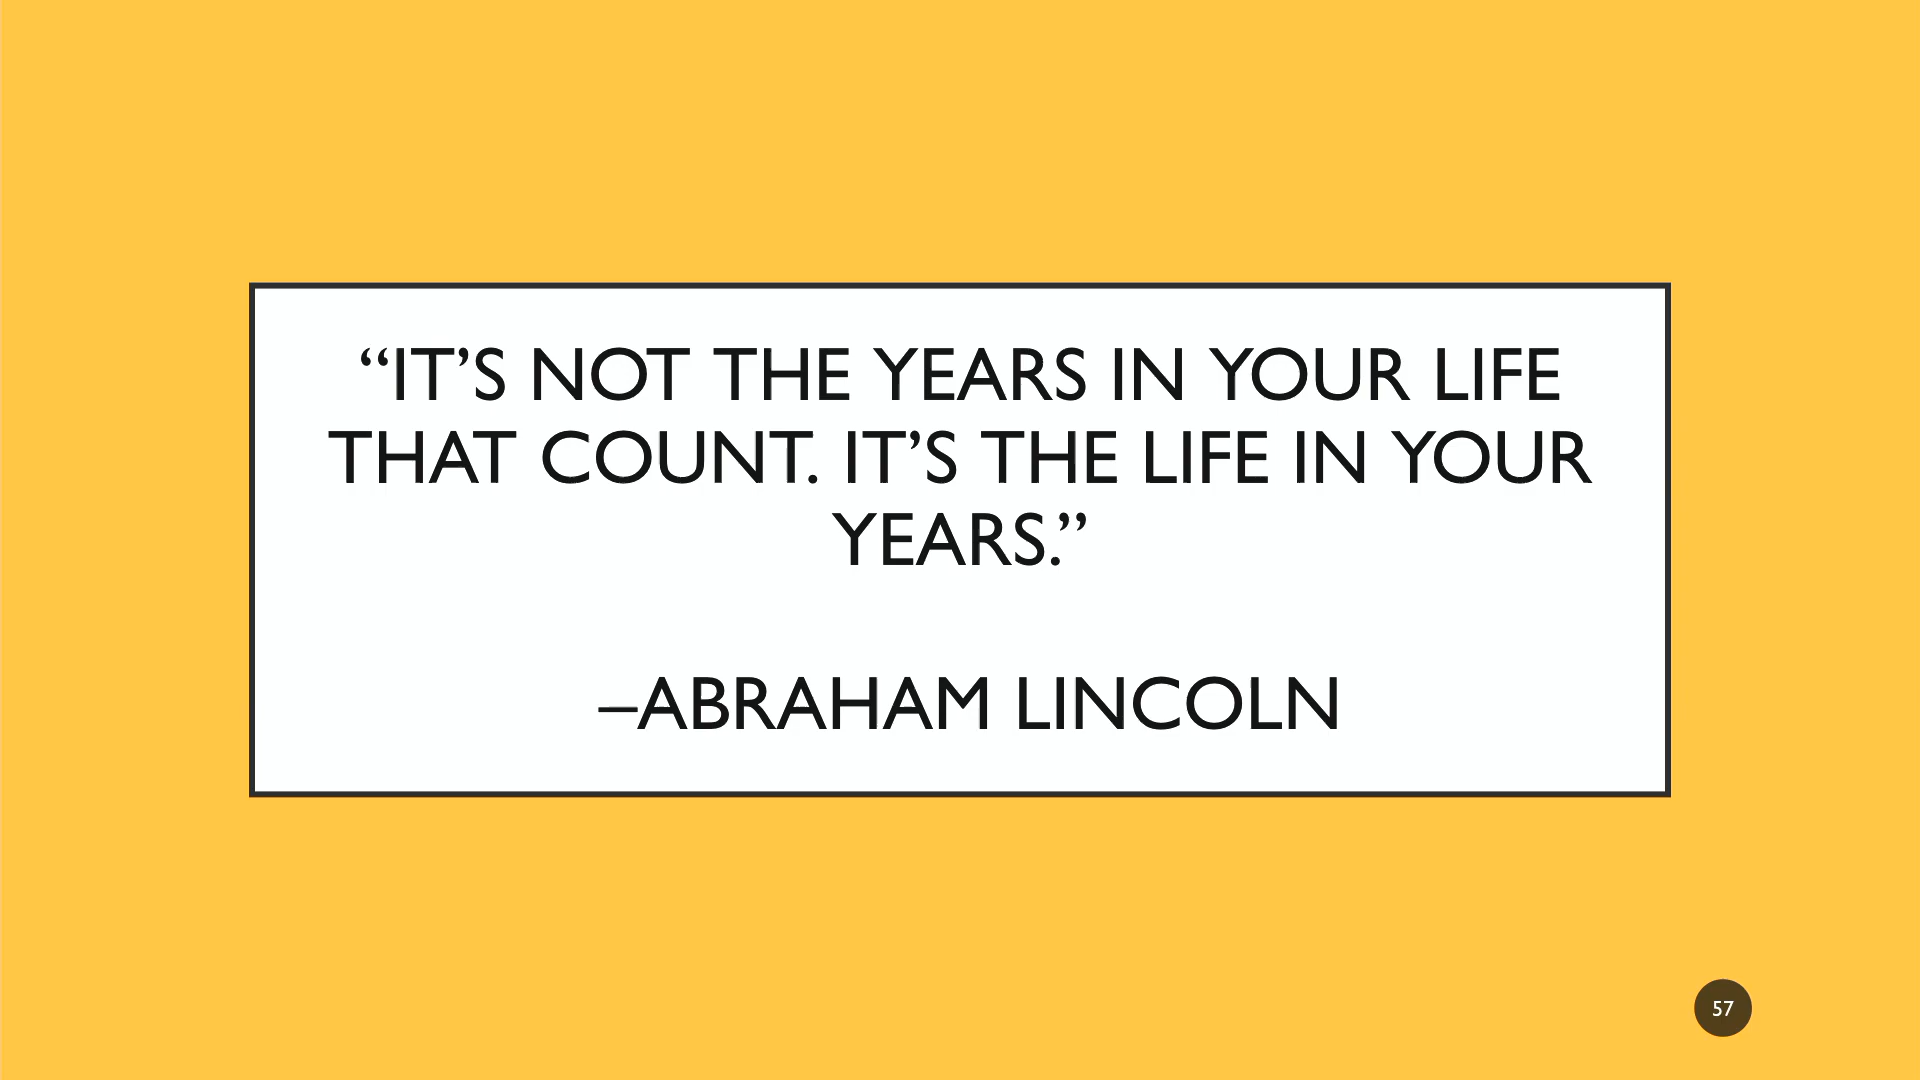 “IT’S NOT THE YEARS IN YOUR LIFE
THAT COUNT. IT’S THE LIFE IN YOUR
YEARS.”
–ABRAHAM LINCOLN
57